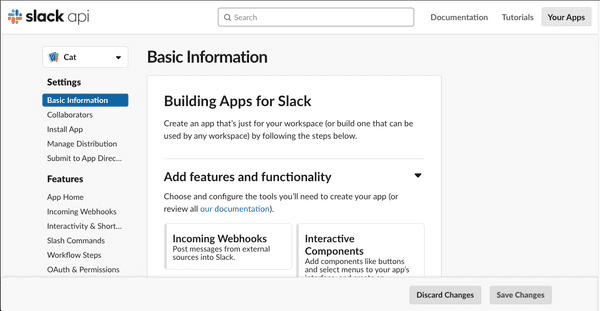 slack api
Search
Documentation
Tutorials
Your Apps
Cat
Settings
Basic Information
Collaborators
Install App
Manage Distribution
Submit to App Direc...
Features
App Home
Incoming Webhooks
Interactivity & Short...
Slash Commands
Workflow Steps
OAuth & Permissions
Basic Information
Building Apps for Slack
Create an app that's just for your workspace (or build one that can be
used by any workspace) by following the steps below.
Add features and functionality
Choose and configure the tools you'll need to create your app (or
review all our documentation).
Incoming Webhooks
Post messages from external
sources into Slack.
Interactive
Components
Add components like buttons
and select menus to your app's
Discard Changes
Save Changes